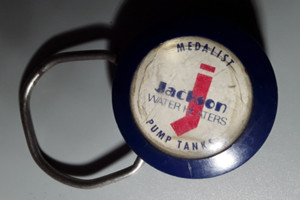 MEDALIST
Jackson
WATER HEATERS
PUMP TANKS